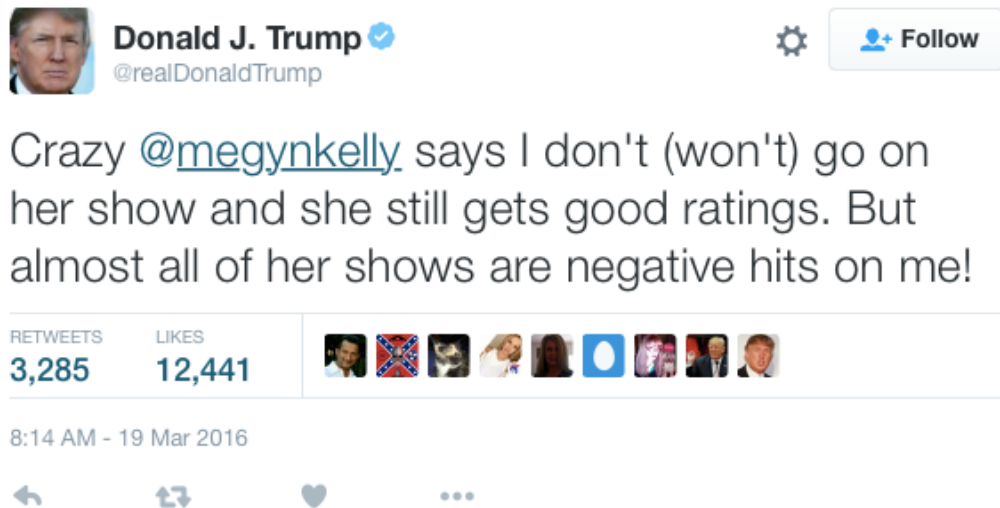 Donald J. Trump
@realDonaldTrump
Follow
Crazy @megynkelly says I don't (won't) go on
her show and she still gets good ratings. But
almost all of her shows are negative hits on me!
RETWEETS LIKES
3,285 12,441
8:14 AM - 19 Mar 2016